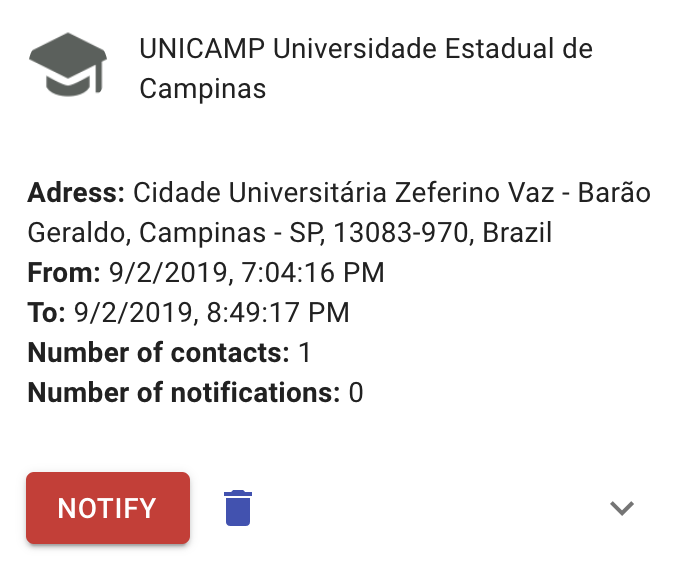 UNICAMP Universidade Estadual de
Campinas
Adress: Cidade Universitária Zeferino Vaz - Barão
Geraldo, Campinas - SP, 13083-970, Brazil
From: 9/2/2019, 7:04:16 PM
To: 9/2/2019, 8:49:17 PM
Number of contacts: 1
Number of notifications: 0
NOTIFY